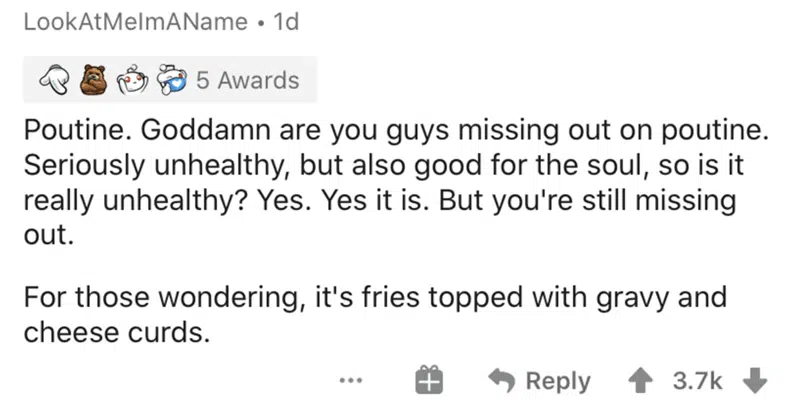 LookAtMeImAName • 1d
5 Awards
Poutine. Goddamn are you guys missing out on poutine.
Seriously unhealthy, but also good for the soul, so is it
really unhealthy? Yes. Yes it is. But you're still missing
out.
For those wondering, it's fries topped with gravy and
cheese curds.
... Reply 3.7k